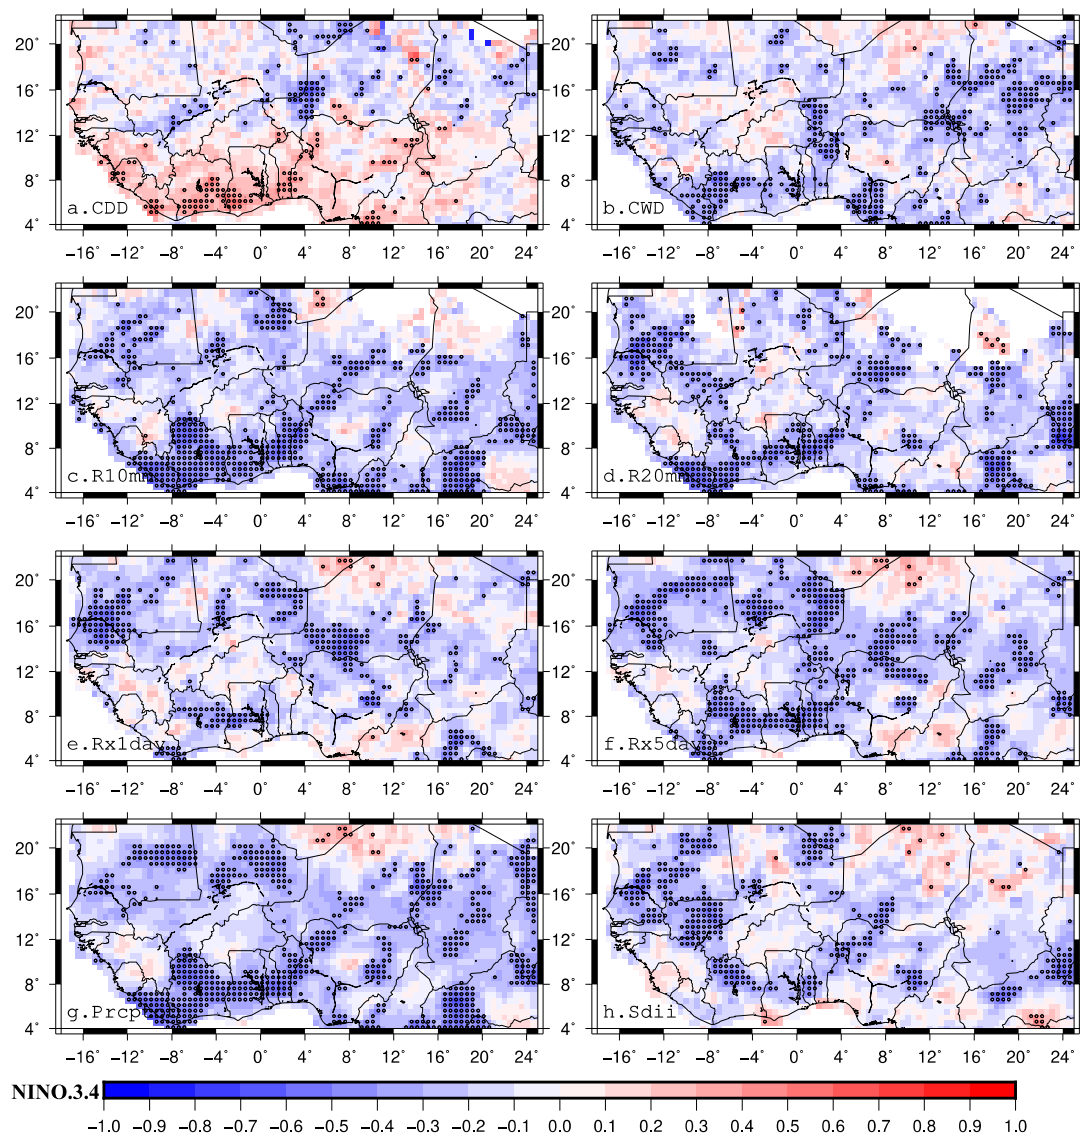 20° 20°
16° 16°
12° 12°
8° 8°
a.CDD b.CWD
4° 4°
−16° −12° −8° −4° 0° 4° 8° 12° 16° 20° 24° −16° −12° −8° −4° 0° 4° 8° 12° 16° 20° 24°
20° 20°
16° 16°
12° 12°
8° 8°
c.R10mm d.R20mm
4° 4°
−16° −12° −8° −4° 0° 4° 8° 12° 16° 20° 24° −16° −12° −8° −4° 0° 4° 8° 12° 16° 20° 24°
20° 20°
16° 16°
12° 12°
8° 8°
e.Rx1day f.Rx5day
4° 4°
−16° −12° −8° −4° 0° 4° 8° 12° 16° 20° 24° −16° −12° −8° −4° 0° 4° 8° 12° 16° 20° 24°
20° 20°
16° 16°
12° 12°
8° 8°
g.Prcptot h.Sdii
4° 4°
−16° −12° −8° −4° 0° 4° 8° 12° 16° 20° 24° −16° −12° −8° −4° 0° 4° 8° 12° 16° 20° 24°
NINO.3.4
−1.0 −0.9 −0.8 −0.7 −0.6 −0.5 −0.4 −0.3 −0.2 −0.1 0.0 0.1 0.2 0.3 0.4 0.5 0.6 0.7 0.8 0.9 1.0